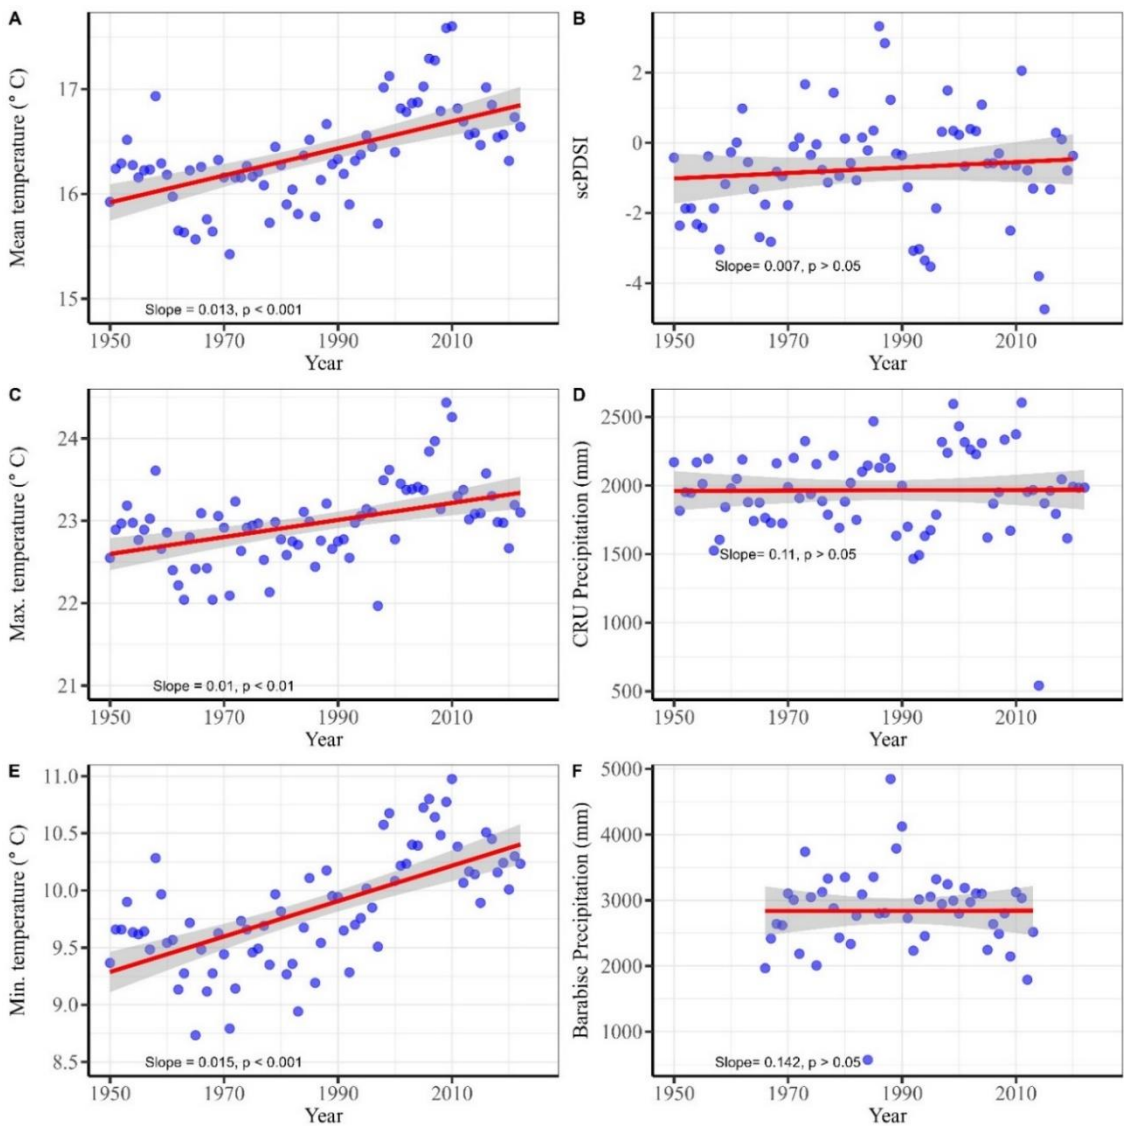 A
Mean temperature (° C)
17
16
15
Slope = 0.013, p < 0.001
1950 1970 1990 2010
Year
B
scPDSI
2
0
-2
-4
Slope= 0.007, p > 0.05
1950 1970 1990 2010
Year
C
Max. temperature (° C)
24
23
22
21
Slope = 0.01, p < 0.01
1950 1970 1990 2010
Year
D
CRU Precipitation (mm)
2500
2000
1500
1000
500
Slope= 0.11, p > 0.05
1950 1970 1990 2010
Year
E
Min. temperature (° C)
11.0
10.5
10.0
9.5
9.0
8.5
Slope = 0.015, p < 0.001
1950 1970 1990 2010
Year
F
Barabise Precipitation (mm)
5000
4000
3000
2000
1000
Slope= 0.142, p > 0.05
1950 1970 1990 2010
Year